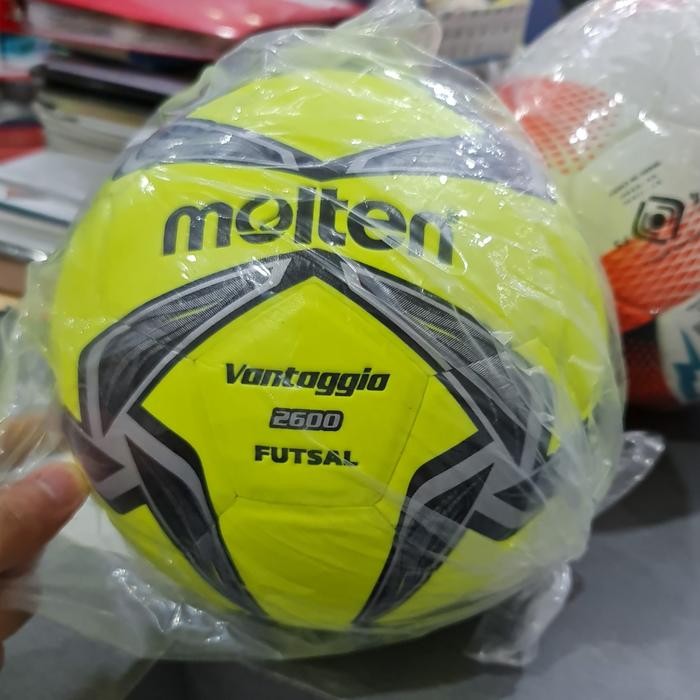 molten
Vantaggio
2600
FUTSAL